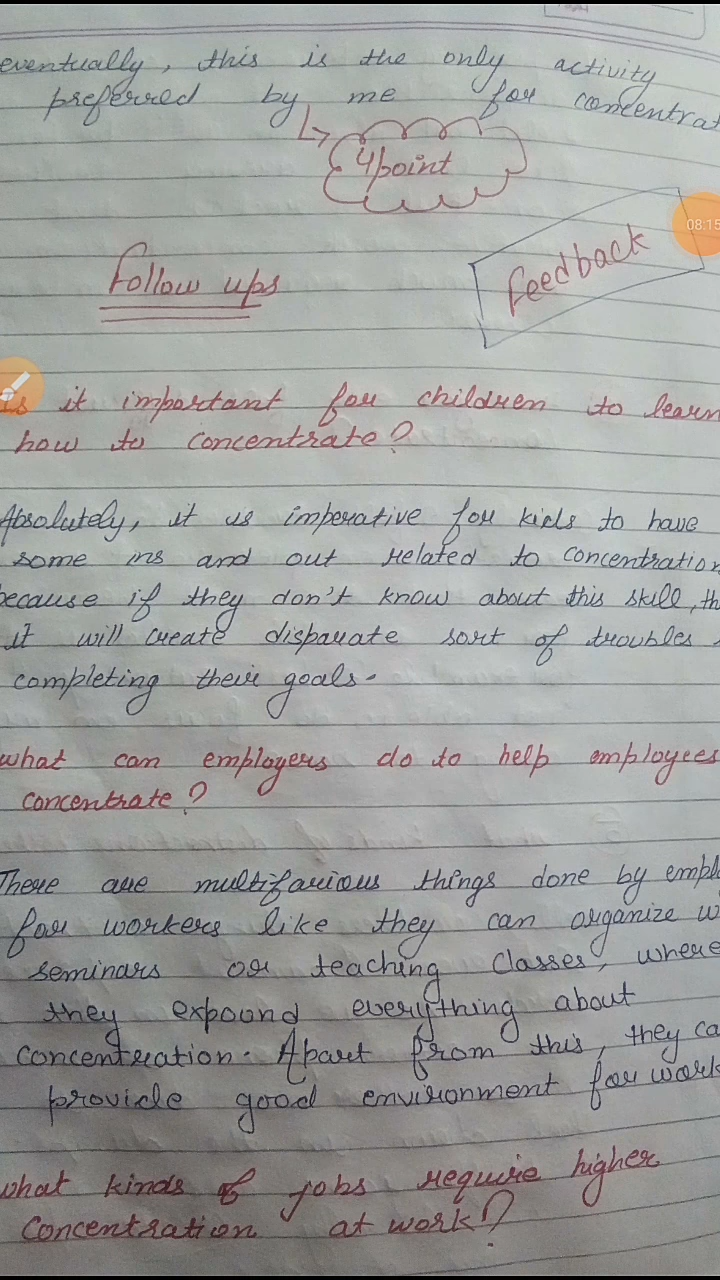 eventually, this is the only activity
preferred by me for concentrat
4 point
Follow ups
Feedback
08:15
Is it important for children to learn
how to concentrate?
Absolutely, it is imperative for kids to have
some ins and out related to concentration
because if they don't know about this skill, th
it will create disparate sort of troubles
completing their goals.
What can employers do to help employees
concentrate?
There are multifarious things done by empl
for workers like they can organize w
seminars or teaching classes, where
they expound everything about
concentration. Apart from this, they ca
provide good environment for work
What kinds of jobs require higher
concentration at work?